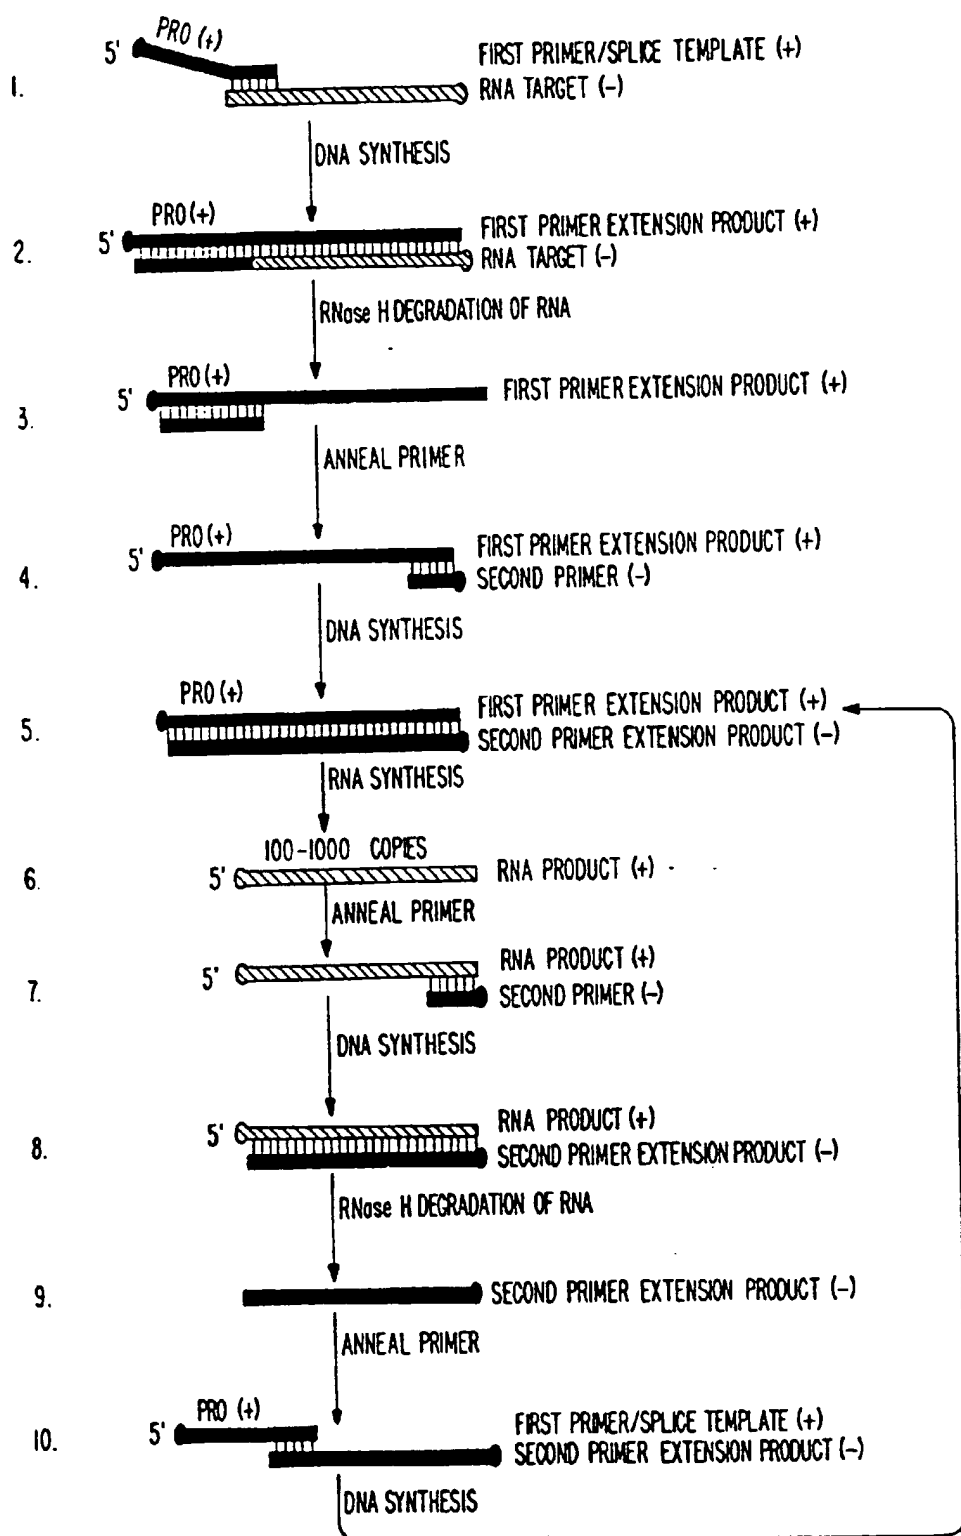 PRO (+)
5'
FIRST PRIMER/SPLICE TEMPLATE (+)
1.
RNA TARGET (-)
DNA SYNTHESIS
PRO(+)
5'
FIRST PRIMER EXTENSION PRODUCT (+)
2.
RNA TARGET (-)
RNase H DEGRADATION OF RNA
PRO(+)
5'
FIRST PRIMER EXTENSION PRODUCT (+)
3.
ANNEAL PRIMER
PRO(+)
5'
FIRST PRIMER EXTENSION PRODUCT (+)
4.
SECOND PRIMER (-)
DNA SYNTHESIS
PRO(+)
FIRST PRIMER EXTENSION PRODUCT (+)
5.
SECOND PRIMER EXTENSION PRODUCT (-)
RNA SYNTHESIS
100-1000 COPIES
6.
5'
RNA PRODUCT (+)
ANNEAL PRIMER
5'
RNA PRODUCT (+)
7.
SECOND PRIMER (-)
DNA SYNTHESIS
5'
RNA PRODUCT (+)
8.
SECOND PRIMER EXTENSION PRODUCT (-)
RNase H DEGRADATION OF RNA
9.
SECOND PRIMER EXTENSION PRODUCT (-)
ANNEAL PRIMER
PRO (+)
5'
FIRST PRIMER/SPLICE TEMPLATE (+)
10.
SECOND PRIMER EXTENSION PRODUCT (-)
DNA SYNTHESIS